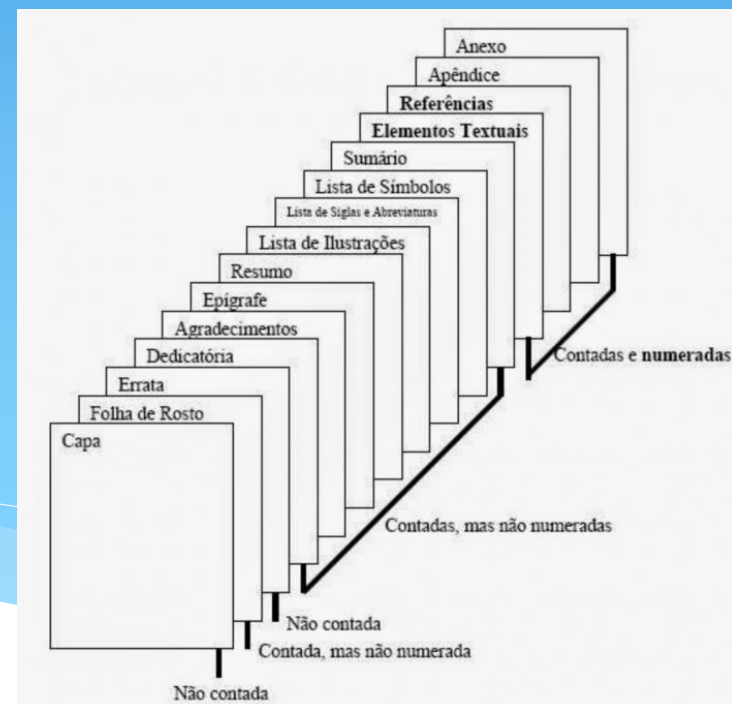 Anexo
Apêndice
Referências
Elementos Textuais
Sumário
Lista de Símbolos
Lista de Siglas e Abreviaturas
Lista de Ilustrações
Resumo
Epígrafe
Agradecimentos
Dedicatória
Errata
Folha de Rosto
Capa
Contadas e numeradas
Contadas, mas não numeradas
Não contada
Contada, mas não numerada
Não contada